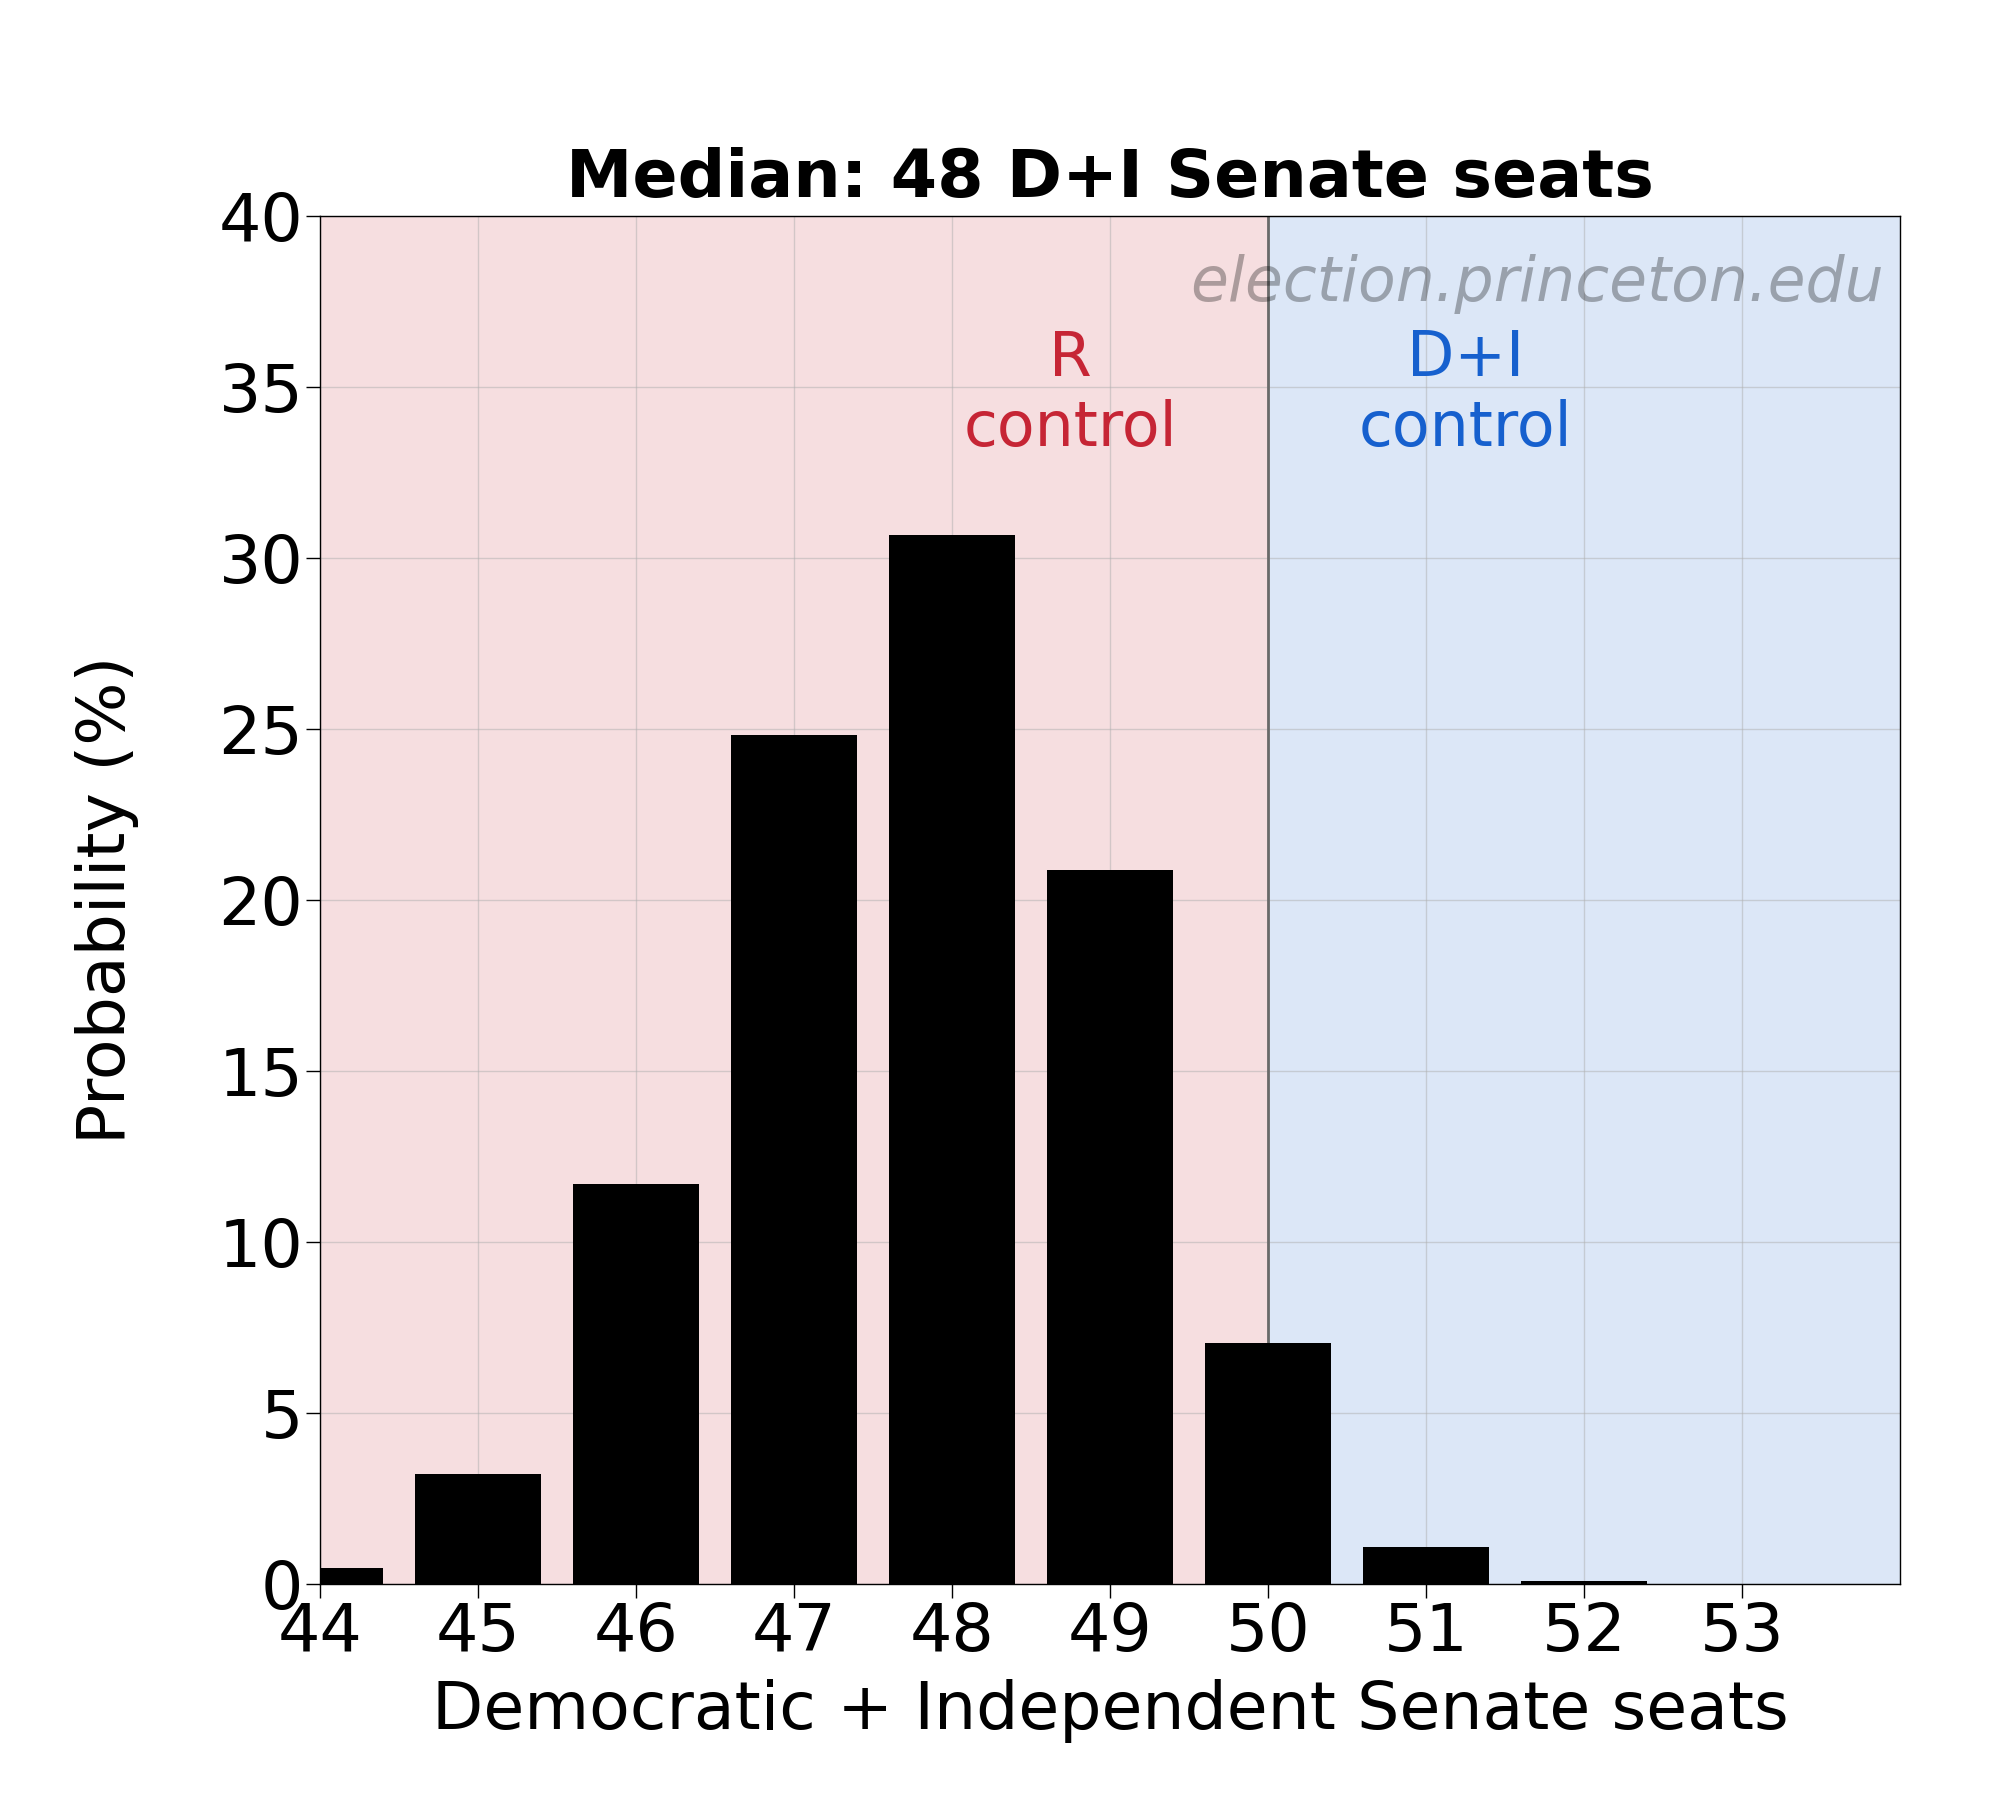 Median: 48 D+I Senate seats
election.princeton.edu
R
control
D+I
control
Probability (%)
40
35
30
25
20
15
10
5
0
44 45 46 47 48 49 50 51 52 53
Democratic + Independent Senate seats